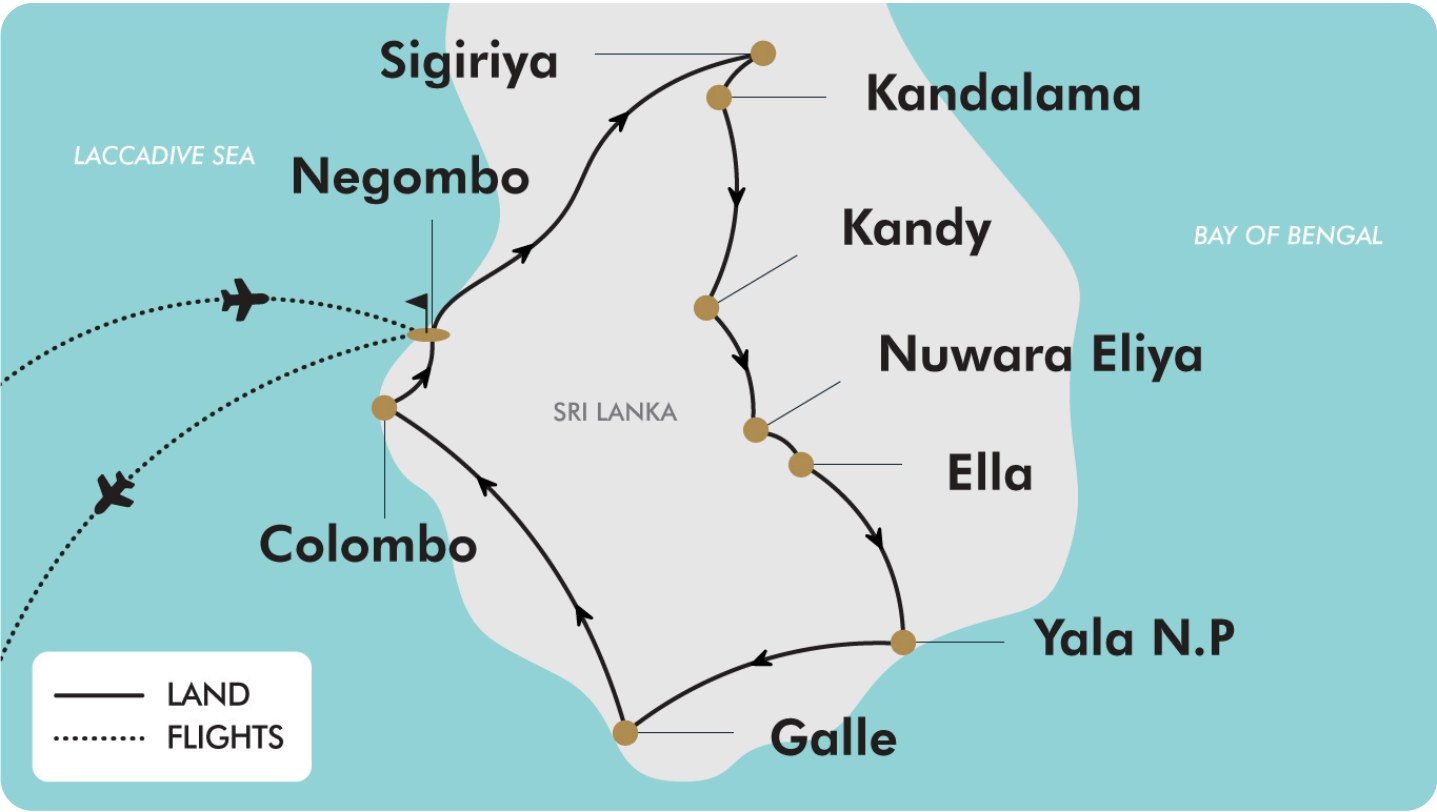 Sigiriya
Kandalama
LACCADIVE SEA
Negombo
Kandy
BAY OF BENGAL
Nuwara Eliya
SRI LANKA
Ella
Colombo
Yala N.P
LAND
FLIGHTS
Galle